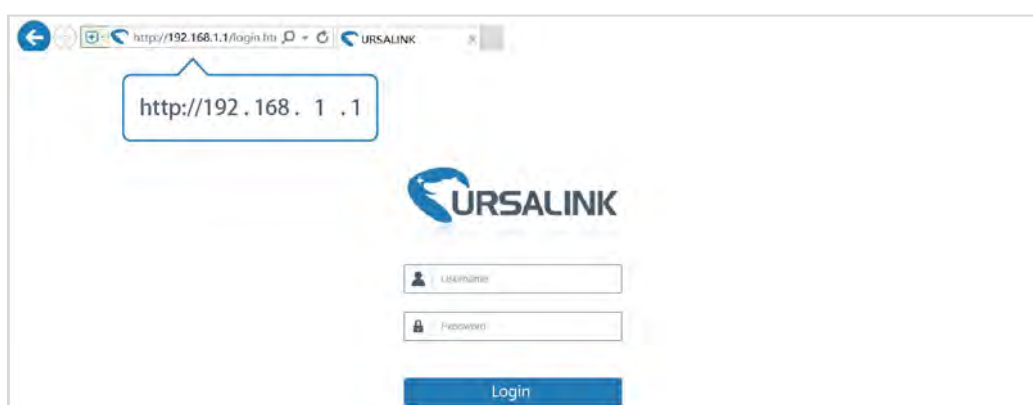 http://192.168.1.1/login.htm URSALINK
http://192.168. 1 .1
URSALINK
Username
Password
Login